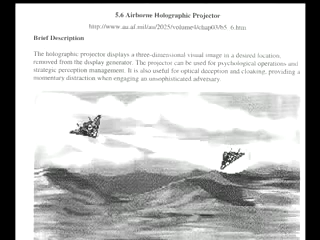 5.6 Airborne Holographic Projector
http://www.au.af.mil/au/2025/volume4/chap03/b5_6.htm
Brief Description
The holographic projector displays a three-dimensional visual image in a desired location,
removed from the display generator. The projector can be used for psychological operations and
strategic perception management. It is also useful for optical deception and cloaking, providing a
momentary distraction when engaging an unsophisticated adversary.